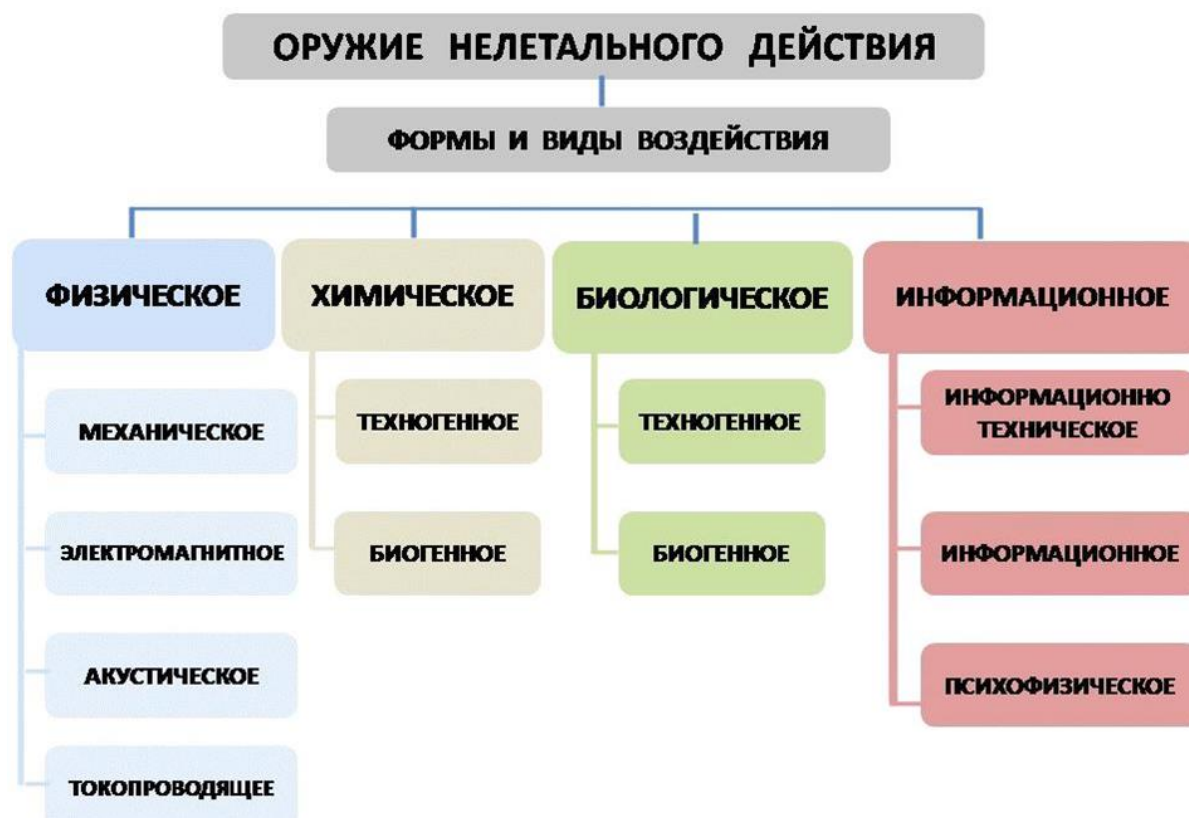 ОРУЖИЕ НЕЛЕТАЛЬНОГО ДЕЙСТВИЯ
ФОРМЫ И ВИДЫ ВОЗДЕЙСТВИЯ
ФИЗИЧЕСКОЕ
МЕХАНИЧЕСКОЕ
ЭЛЕКТРОМАГНИТНОЕ
АКУСТИЧЕСКОЕ
ТОКОПРОВОДЯЩЕЕ
ХИМИЧЕСКОЕ
ТЕХНОГЕННОЕ
БИОГЕННОЕ
БИОЛОГИЧЕСКОЕ
ТЕХНОГЕННОЕ
БИОГЕННОЕ
ИНФОРМАЦИОННОЕ
ИНФОРМАЦИОННО
ТЕХНИЧЕСКОЕ
ИНФОРМАЦИОННОЕ
ПСИХОФИЗИЧЕСКОЕ